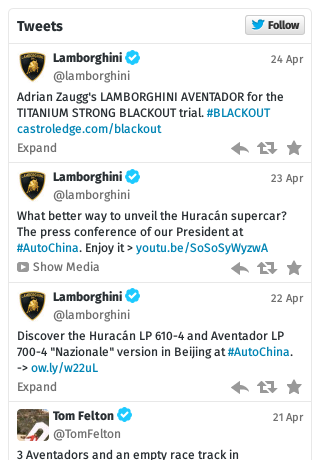 Tweets
Follow
Lamborghini
24 Apr
@lamborghini
Adrian Zaugg's LAMBORGHINI AVENTADOR for the
TITANIUM STRONG BLACKOUT trial. #BLACKOUT
castroledge.com/blackout
Expand
Lamborghini
23 Apr
@lamborghini
What better way to unveil the Huracán supercar?
The press conference of our President at
#AutoChina. Enjoy it > youtu.be/SoSoSyWyzwA
Show Media
Lamborghini
22 Apr
@lamborghini
Discover the Huracán LP 610-4 and Aventador LP
700-4 "Nazionale" version in Beijing at #AutoChina.
-> ow.ly/w22uL
Expand
Tom Felton
21 Apr
@TomFelton
3 Aventadors and an empty race track in